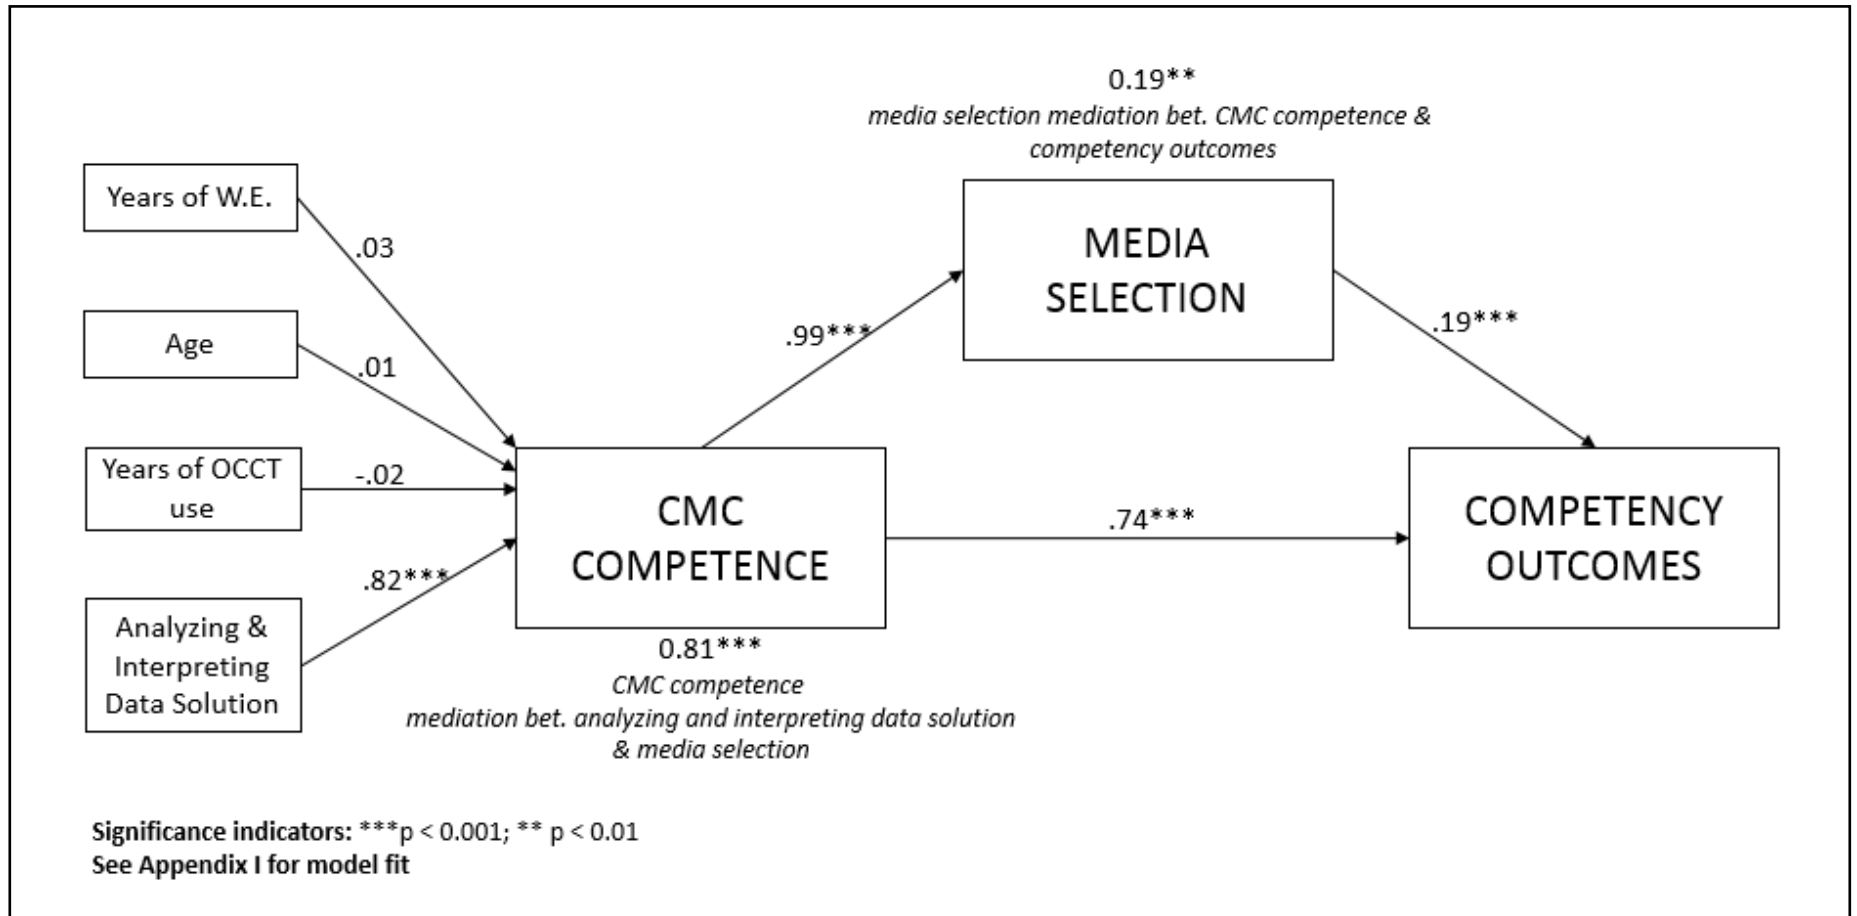 0.19**
media selection mediation bet. CMC competence &
competency outcomes
Years of W.E.
MEDIA
SELECTION
.03
Age
.01
.99***
.19***
Years of OCCT
use
-.02
CMC
COMPETENCE
.74***
COMPETENCY
OUTCOMES
.82***
Analyzing &
Interpreting
Data Solution
0.81***
CMC competence
mediation bet. analyzing and interpreting data solution
& media selection
Significance indicators: ***p < 0.001; ** p < 0.01
See Appendix I for model fit